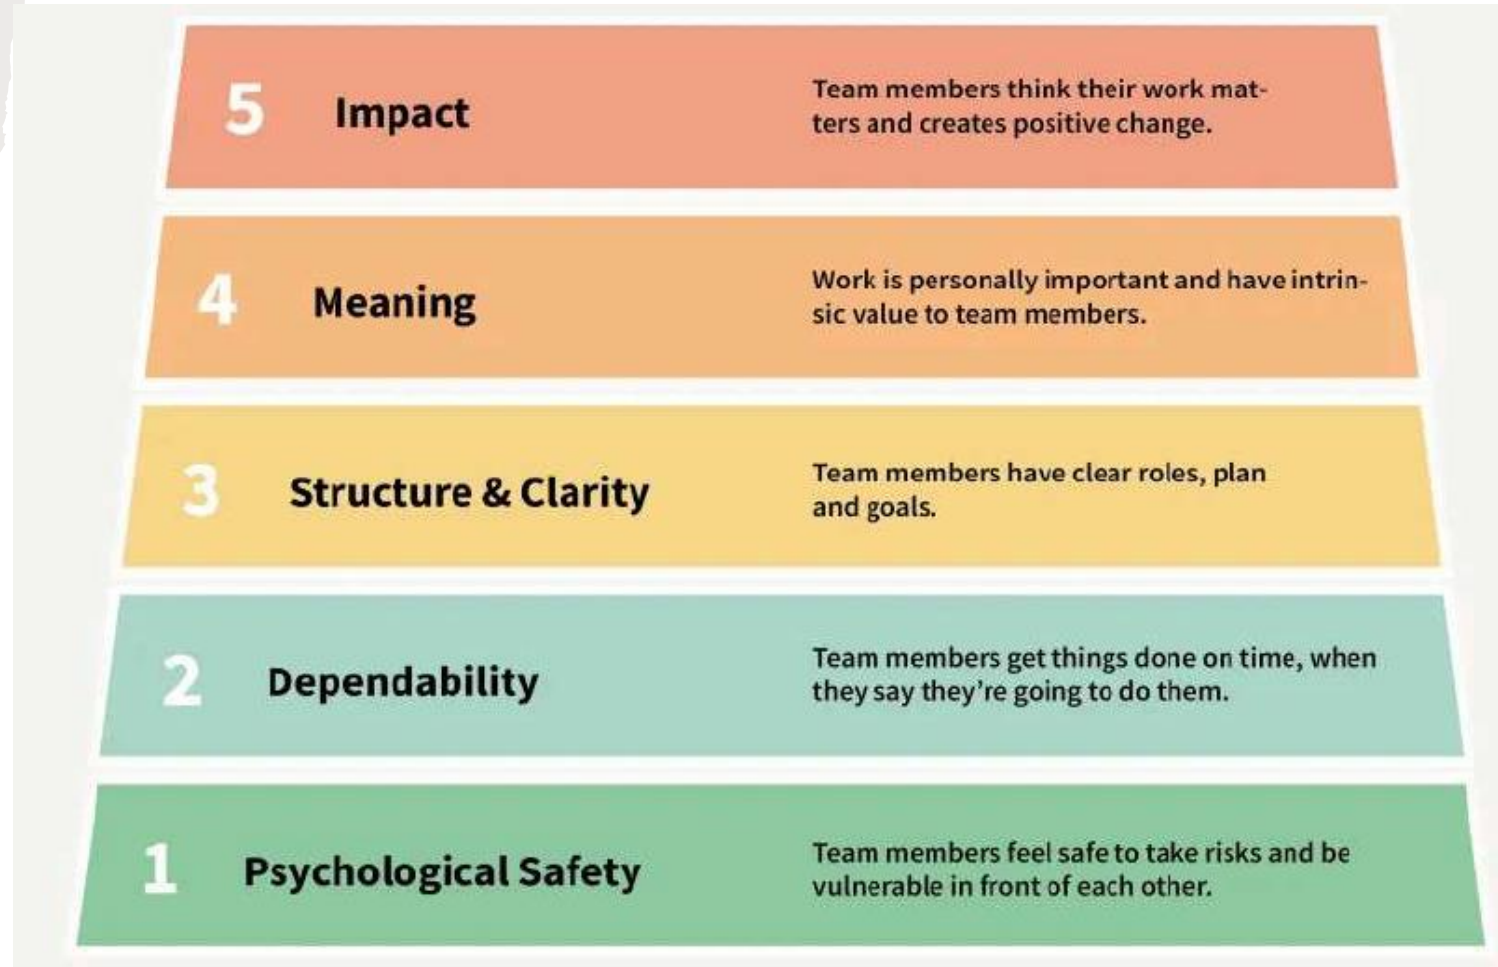 5
Impact
Team members think their work mat-
ters and creates positive change.
4
Meaning
Work is personally important and have intrin-
sic value to team members.
3
Structure & Clarity
Team members have clear roles, plan
and goals.
2
Dependability
Team members get things done on time, when
they say they're going to do them.
1
Psychological Safety
Team members feel safe to take risks and be
vulnerable in front of each other.